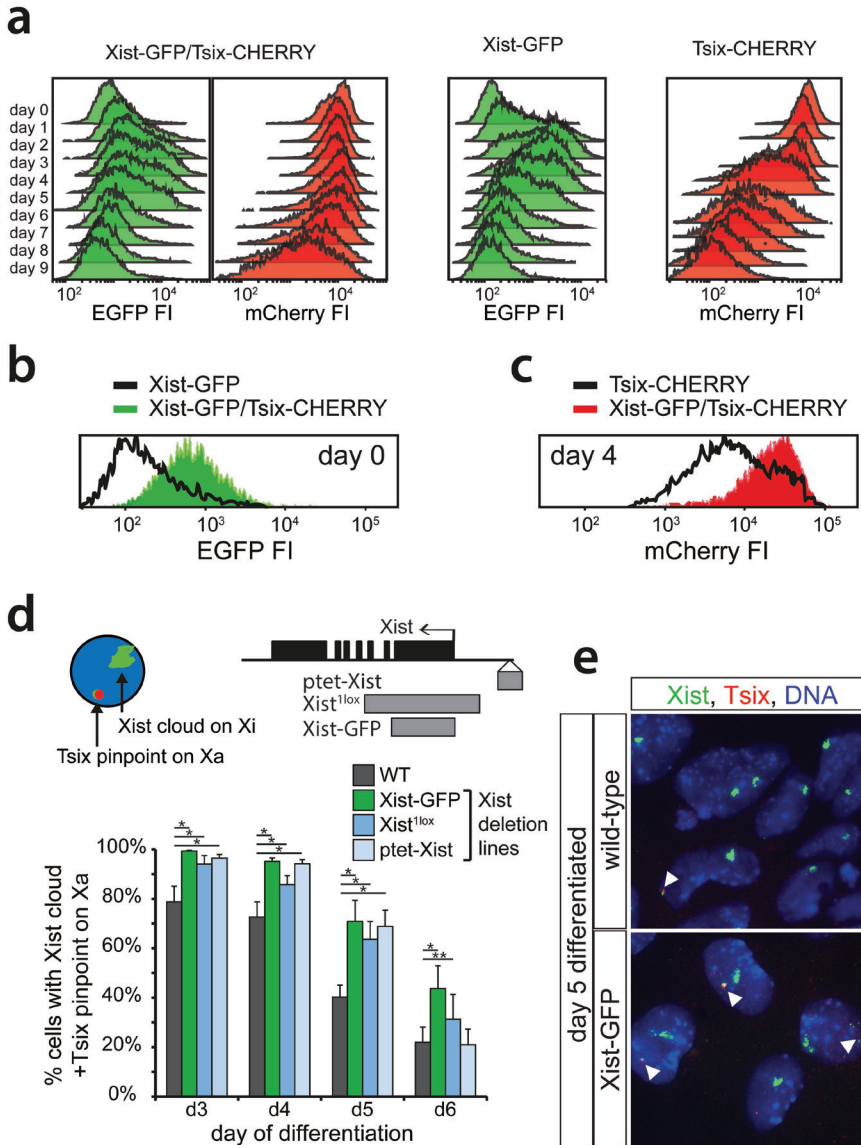 a
Xist-GFP/Tsix-CHERRY
Xist-GFP
Tsix-CHERRY
day 0
day 1
day 2
day 3
day 4
day 5
day 6
day 7
day 8
day 9
10² 10⁴ 10² 10⁴ 10² 10⁴ 10² 10⁴
EGFP FI mCherry FI EGFP FI mCherry FI
b
Xist-GFP
Xist-GFP/Tsix-CHERRY
day 0
10² 10³ 10⁴ 10⁵
EGFP FI
c
Tsix-CHERRY
Xist-GFP/Tsix-CHERRY
day 4
10² 10³ 10⁴ 10⁵
mCherry FI
d
Xist cloud on Xi
Tsix pinpoint on Xa
Xist
ptet-Xist
Xist¹ˡᵒˣ
Xist-GFP
WT
Xist-GFP
Xist¹ˡᵒˣ
ptet-Xist
Xist
deletion
lines
% cells with Xist cloud
+Tsix pinpoint on Xa
100%
80%
60%
40%
20%
0%
* * *
* * *
* * *
* **
d3 d4 d5 d6
day of differentiation
e
Xist, Tsix, DNA
day 5 differentiated
wild-type
Xist-GFP